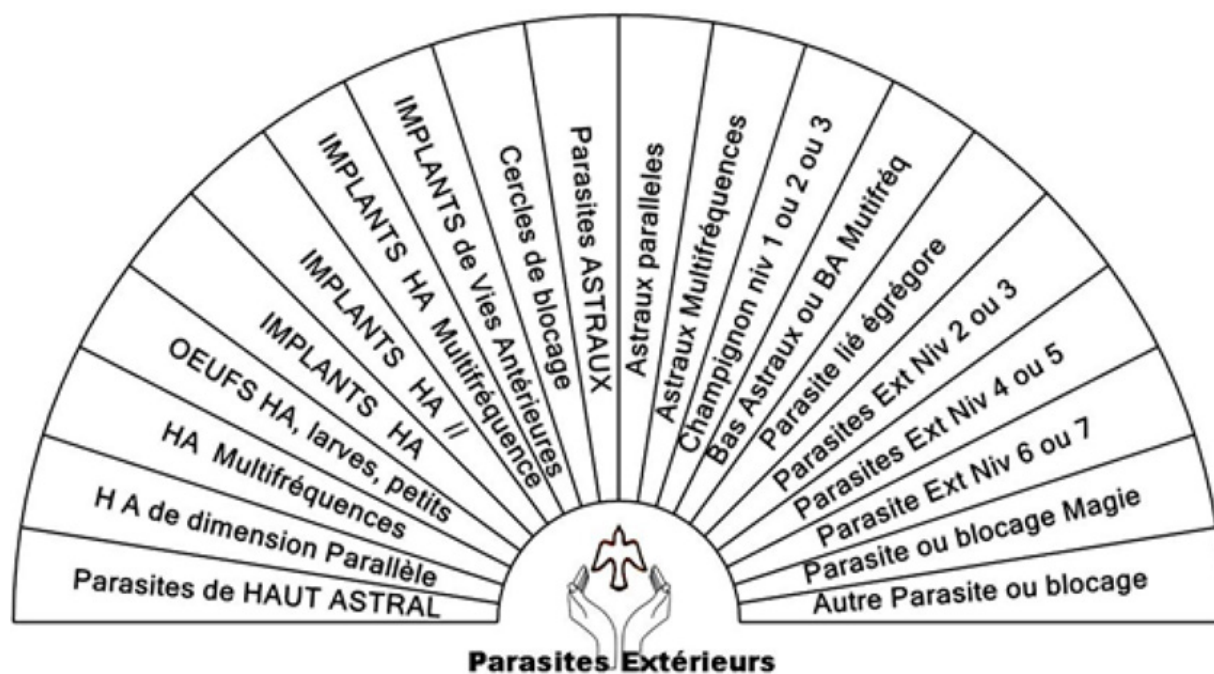 Parasites de HAUT ASTRAL
H A de dimension Parallèle
HA Multifréquences
OEUFS HA, larves, petits
IMPLANTS HA
IMPLANTS HA //
IMPLANTS HA Multifréquence
IMPLANTS de Vies Antérieures
Cercles de blocage
Parasites ASTRAUX
Astraux paralleles
Astraux Multifréquences
Champignon niv 1 ou 2 ou 3
Bas Astraux ou BA Mutifréq
Parasite lié égrégore
Parasites Ext Niv 2 ou 3
Parasites Ext Niv 4 ou 5
Parasite Ext Niv 6 ou 7
Parasite ou blocage Magie
Autre Parasite ou blocage
Parasites Extérieurs